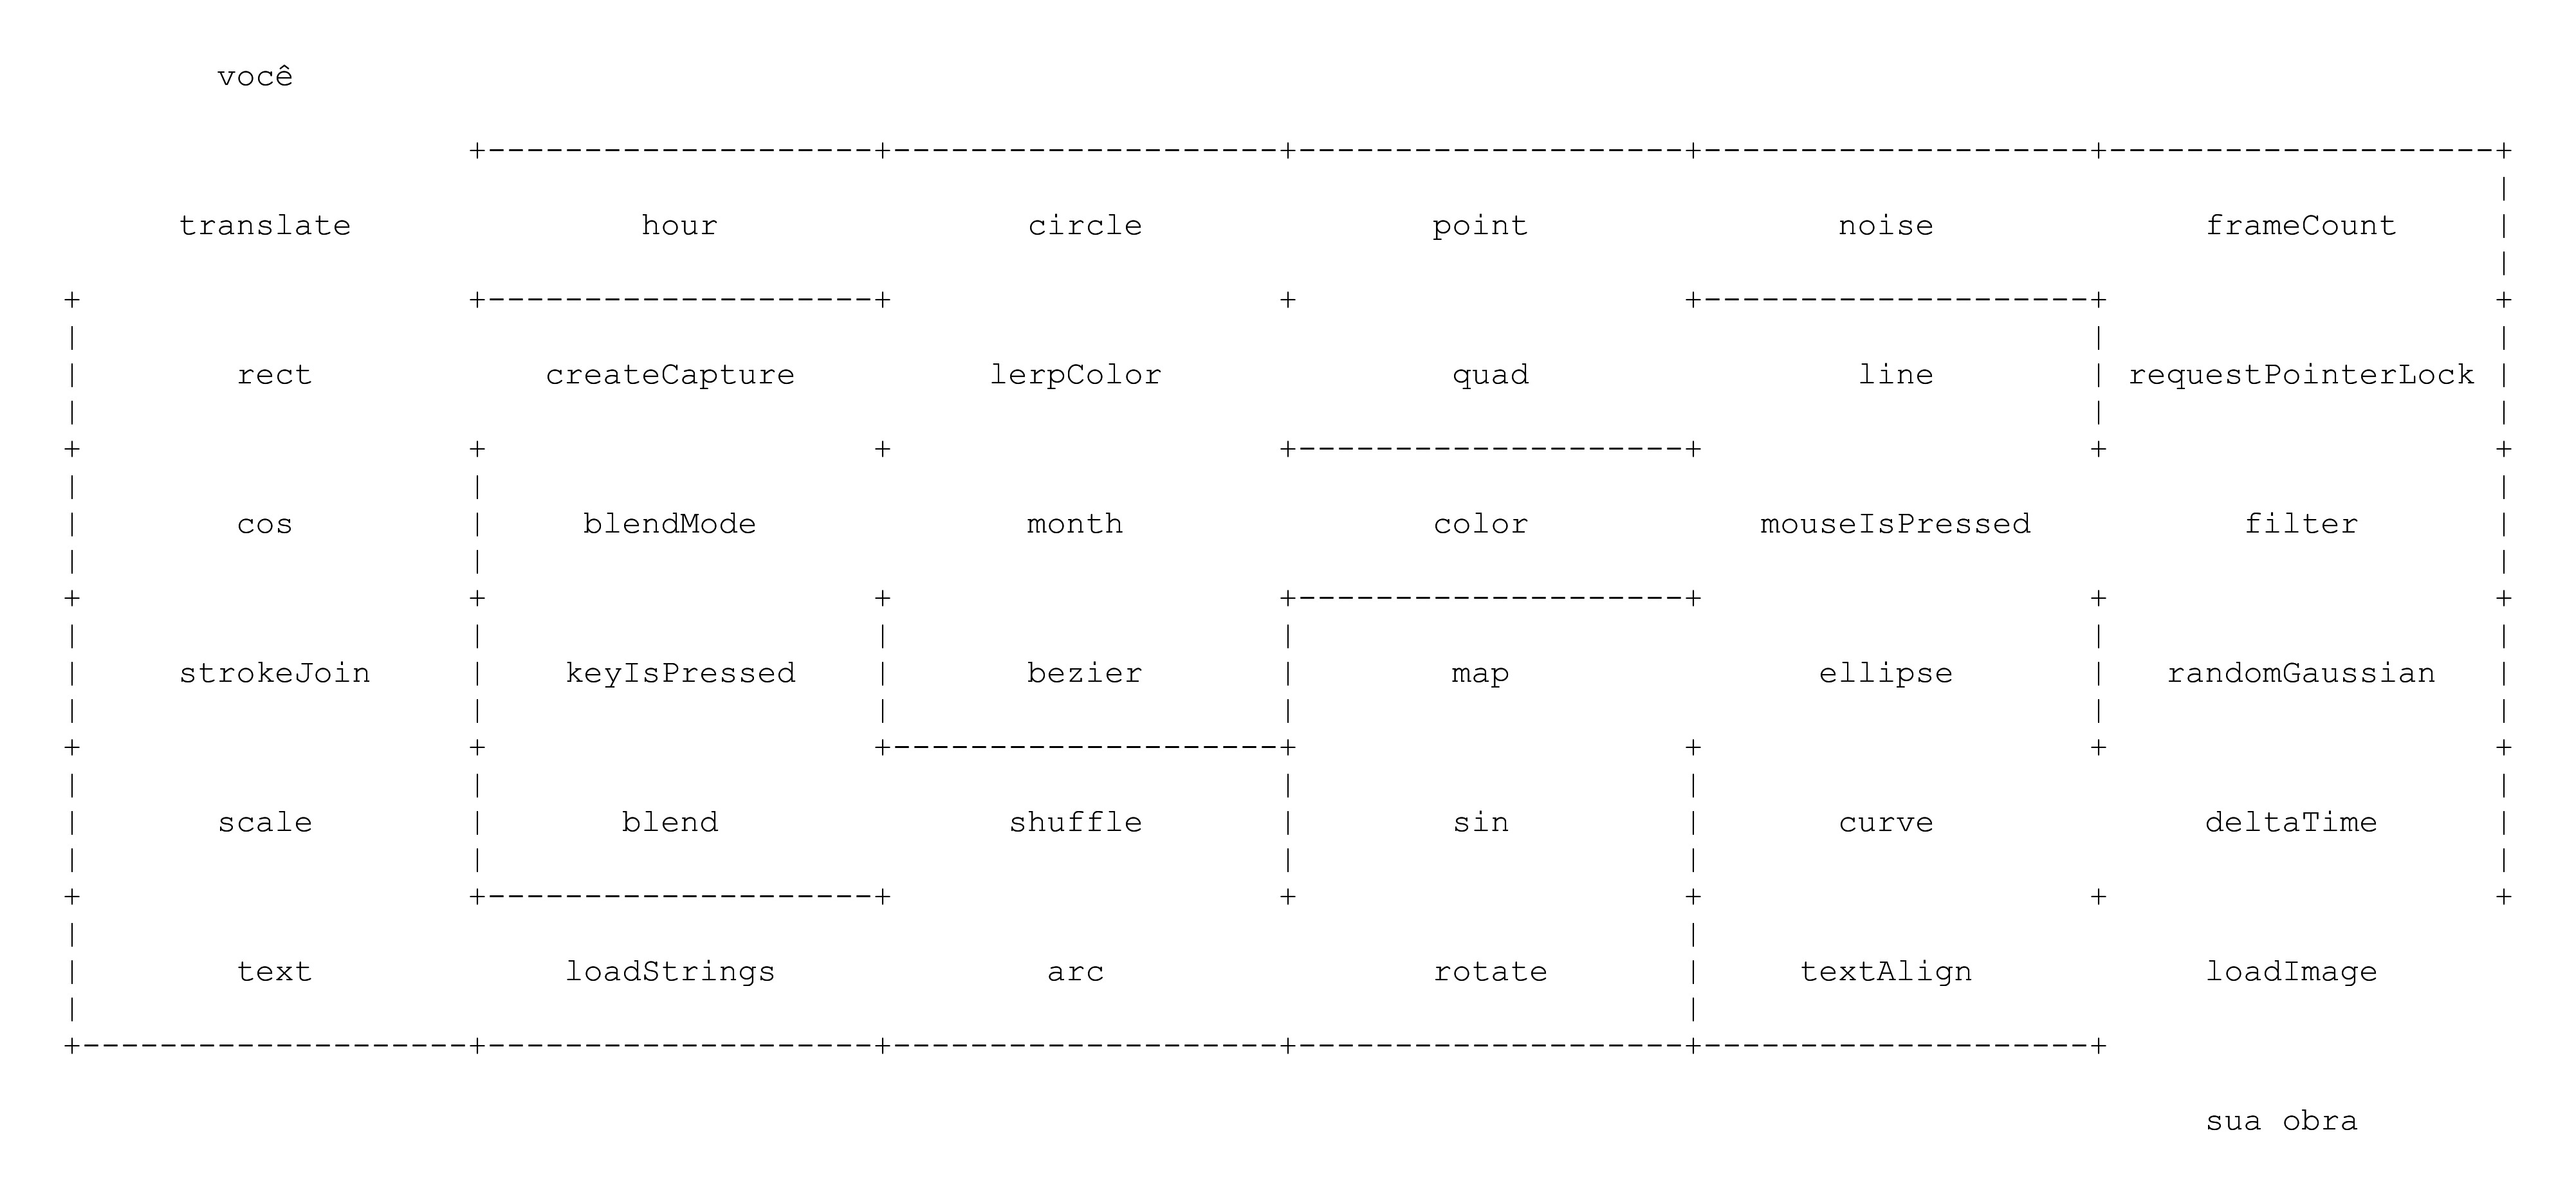 você
translate hour circle point noise frameCount
rect createCapture lerpColor quad line requestPointerLock
cos blendMode month color mouseIsPressed filter
strokeJoin keyIsPressed bezier map ellipse randomGaussian
scale blend shuffle sin curve deltaTime
text loadStrings arc rotate textAlign loadImage
sua obra